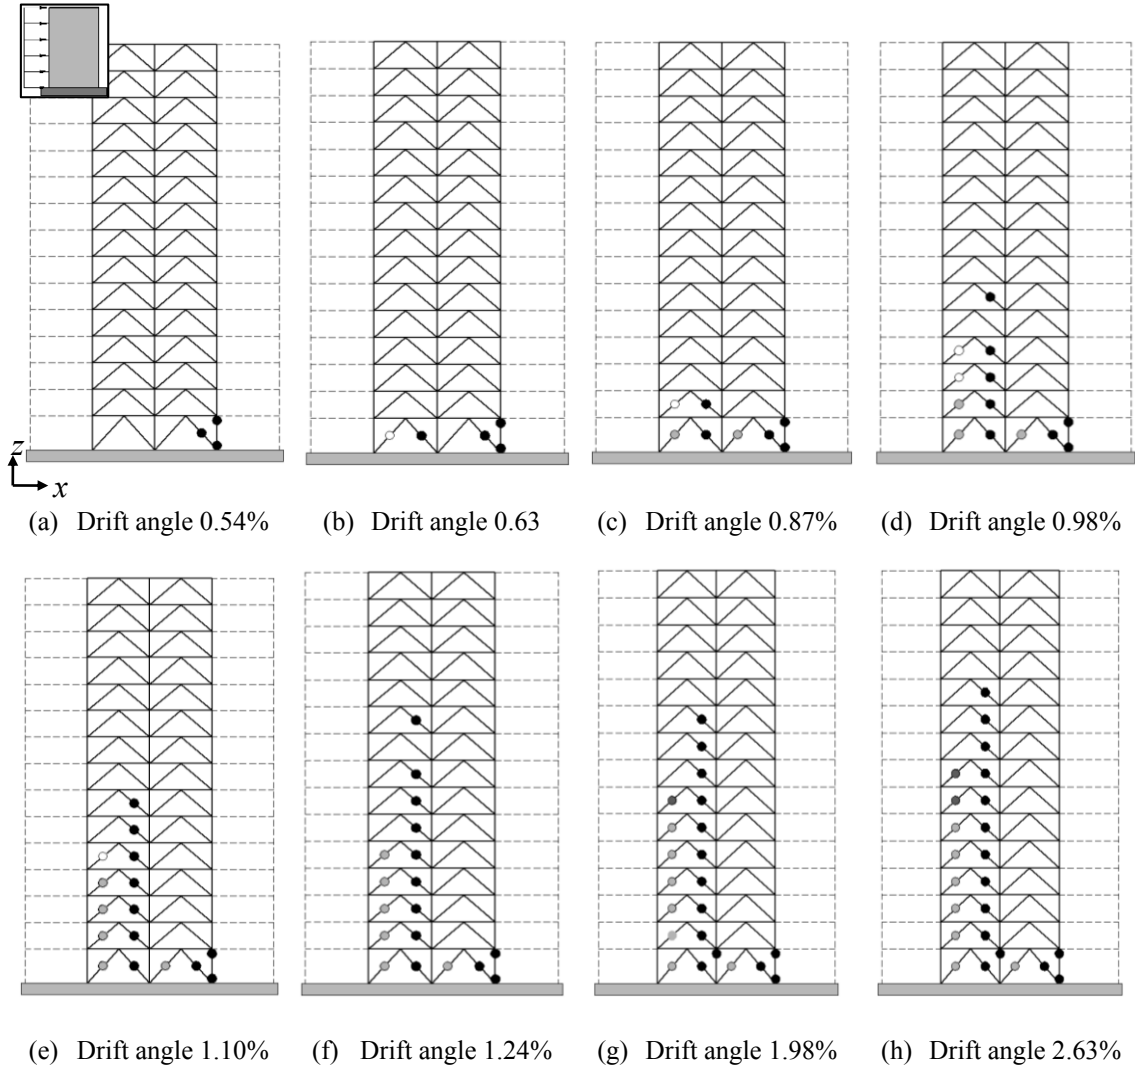 z
x
(a) Drift angle 0.54%
(b) Drift angle 0.63
(c) Drift angle 0.87%
(d) Drift angle 0.98%
(e) Drift angle 1.10%
(f) Drift angle 1.24%
(g) Drift angle 1.98%
(h) Drift angle 2.63%